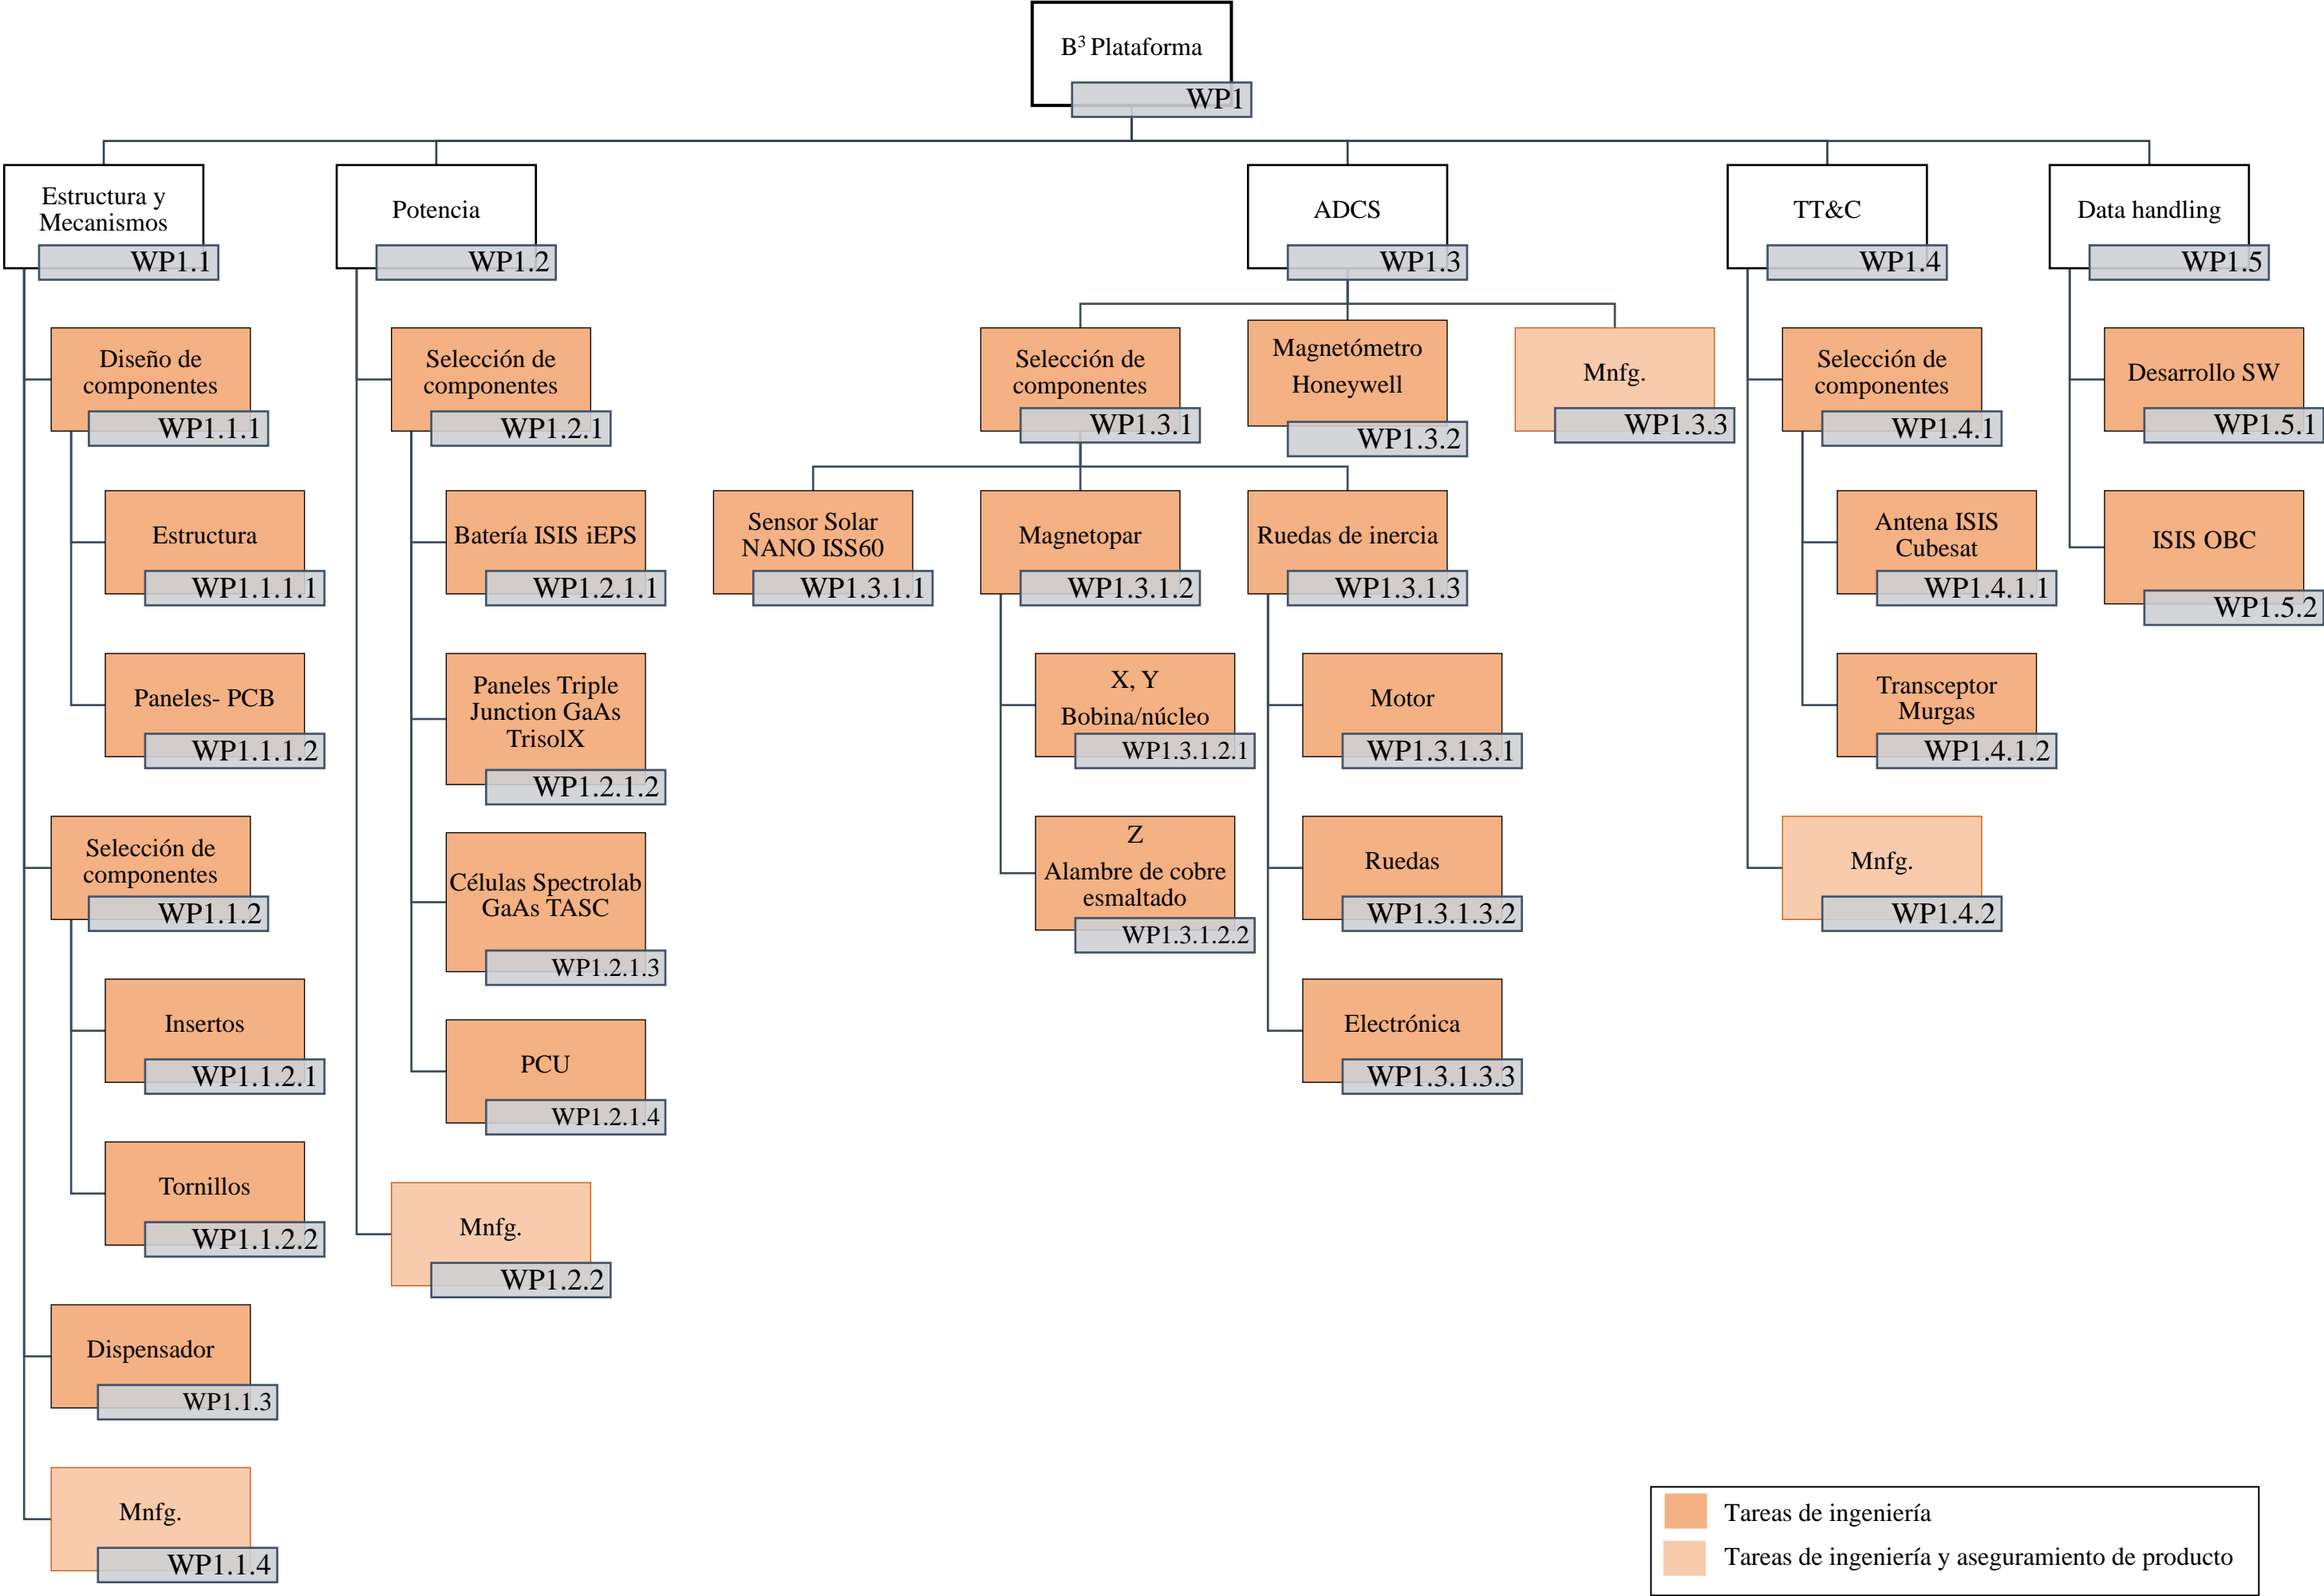 B³ Plataforma
WP1
Estructura y
Mecanismos
WP1.1
Diseño de
componentes
WP1.1.1
Estructura
WP1.1.1.1
Paneles- PCB
WP1.1.1.2
Selección de
componentes
WP1.1.2
Insertos
WP1.1.2.1
Tornillos
WP1.1.2.2
Dispensador
WP1.1.3
Mnfg.
WP1.1.4
Potencia
WP1.2
Selección de
componentes
WP1.2.1
Batería ISIS iEPS
WP1.2.1.1
Paneles Triple
Junction GaAs
TrisolX
WP1.2.1.2
Células Spectrolab
GaAs TASC
WP1.2.1.3
PCU
WP1.2.1.4
Mnfg.
WP1.2.2
ADCS
WP1.3
Selección de
componentes
WP1.3.1
Sensor Solar
NANO ISS60
WP1.3.1.1
Magnetopar
WP1.3.1.2
X, Y
Bobina/núcleo
WP1.3.1.2.1
Z
Alambre de cobre
esmaltado
WP1.3.1.2.2
Ruedas de inercia
WP1.3.1.3
Motor
WP1.3.1.3.1
Ruedas
WP1.3.1.3.2
Electrónica
WP1.3.1.3.3
Magnetómetro
Honeywell
WP1.3.2
Mnfg.
WP1.3.3
TT&C
WP1.4
Selección de
componentes
WP1.4.1
Antena ISIS
Cubesat
WP1.4.1.1
Transceptor
Murgas
WP1.4.1.2
Mnfg.
WP1.4.2
Data handling
WP1.5
Desarrollo SW
WP1.5.1
ISIS OBC
WP1.5.2
Tareas de ingeniería
Tareas de ingeniería y aseguramiento de producto